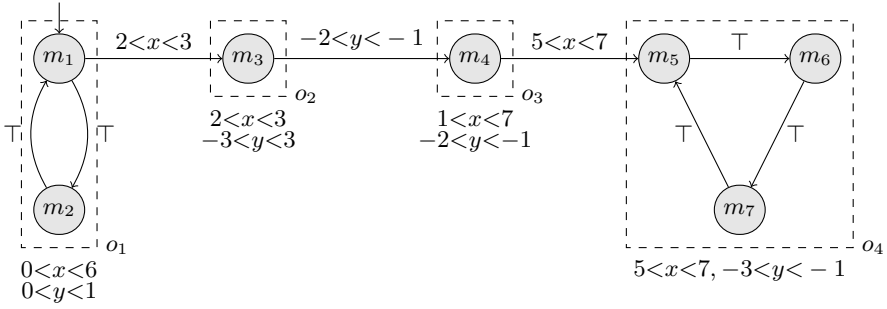 2<x<3
−2<y<−1
5<x<7
⊤
m₁
m₃
m₄
m₅
m₆
o₂
o₃
2<x<3
−3<y<3
1<x<7
−2<y<−1
⊤
⊤
⊤
⊤
m₂
m₇
o₁
o₄
0<x<6
0<y<1
5<x<7, −3<y<−1